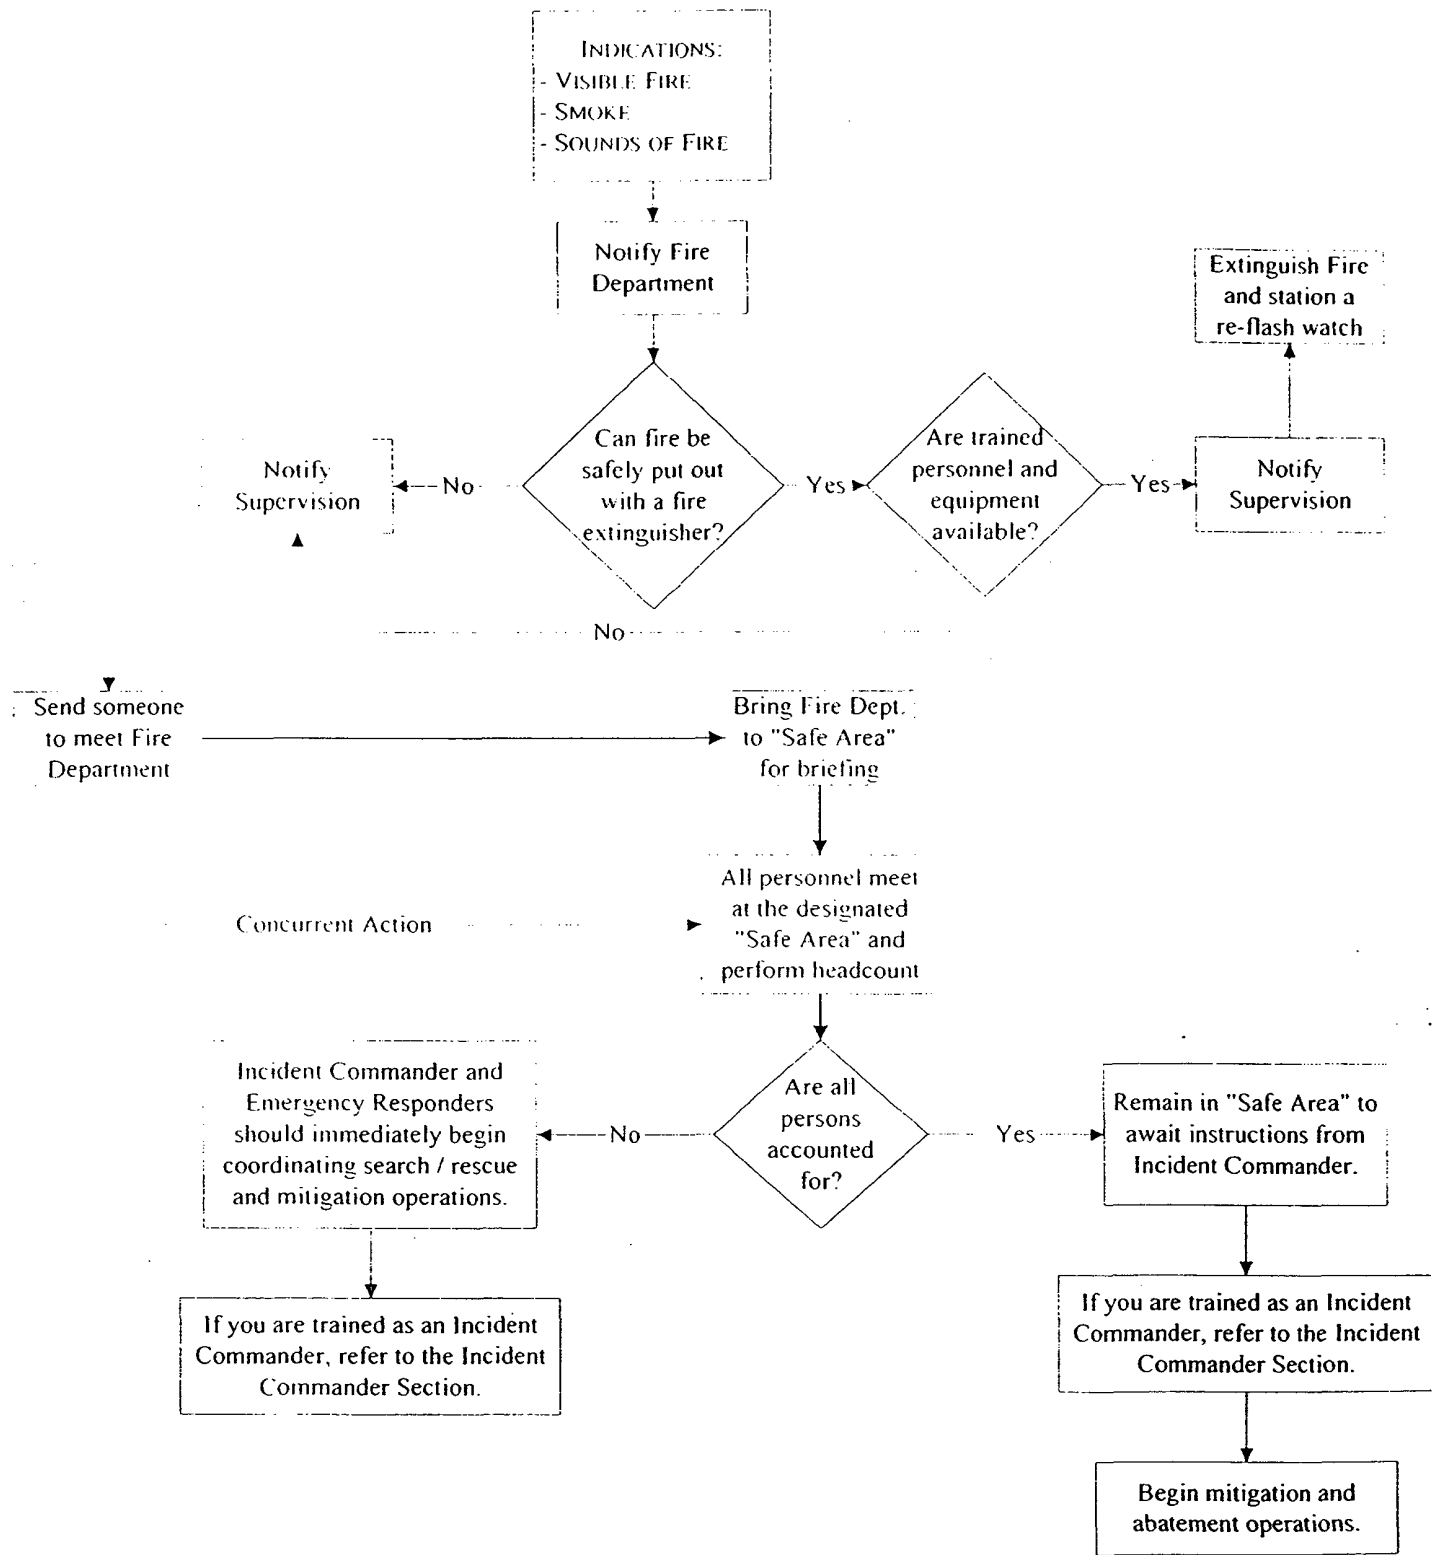 INDICATIONS:
- VISIBLE FIRE
- SMOKE
- SOUNDS OF FIRE
Notify Fire
Department
Extinguish Fire
and station a
re-flash watch
Can fire be
safely put out
with a fire
extinguisher?
Are trained
personnel and
equipment
available?
Notify
Supervision
No
Yes
Yes
Notify
Supervision
No
Send someone
to meet Fire
Department
Bring Fire Dept.
to "Safe Area"
for briefing
All personnel meet
at the designated
"Safe Area" and
perform headcount
Concurrent Action
Incident Commander and
Emergency Responders
should immediately begin
coordinating search / rescue
and mitigation operations.
No
Are all
persons
accounted
for?
Yes
Remain in "Safe Area" to
await instructions from
Incident Commander.
If you are trained as an Incident
Commander, refer to the Incident
Commander Section.
If you are trained as an Incident
Commander, refer to the Incident
Commander Section.
Begin mitigation and
abatement operations.